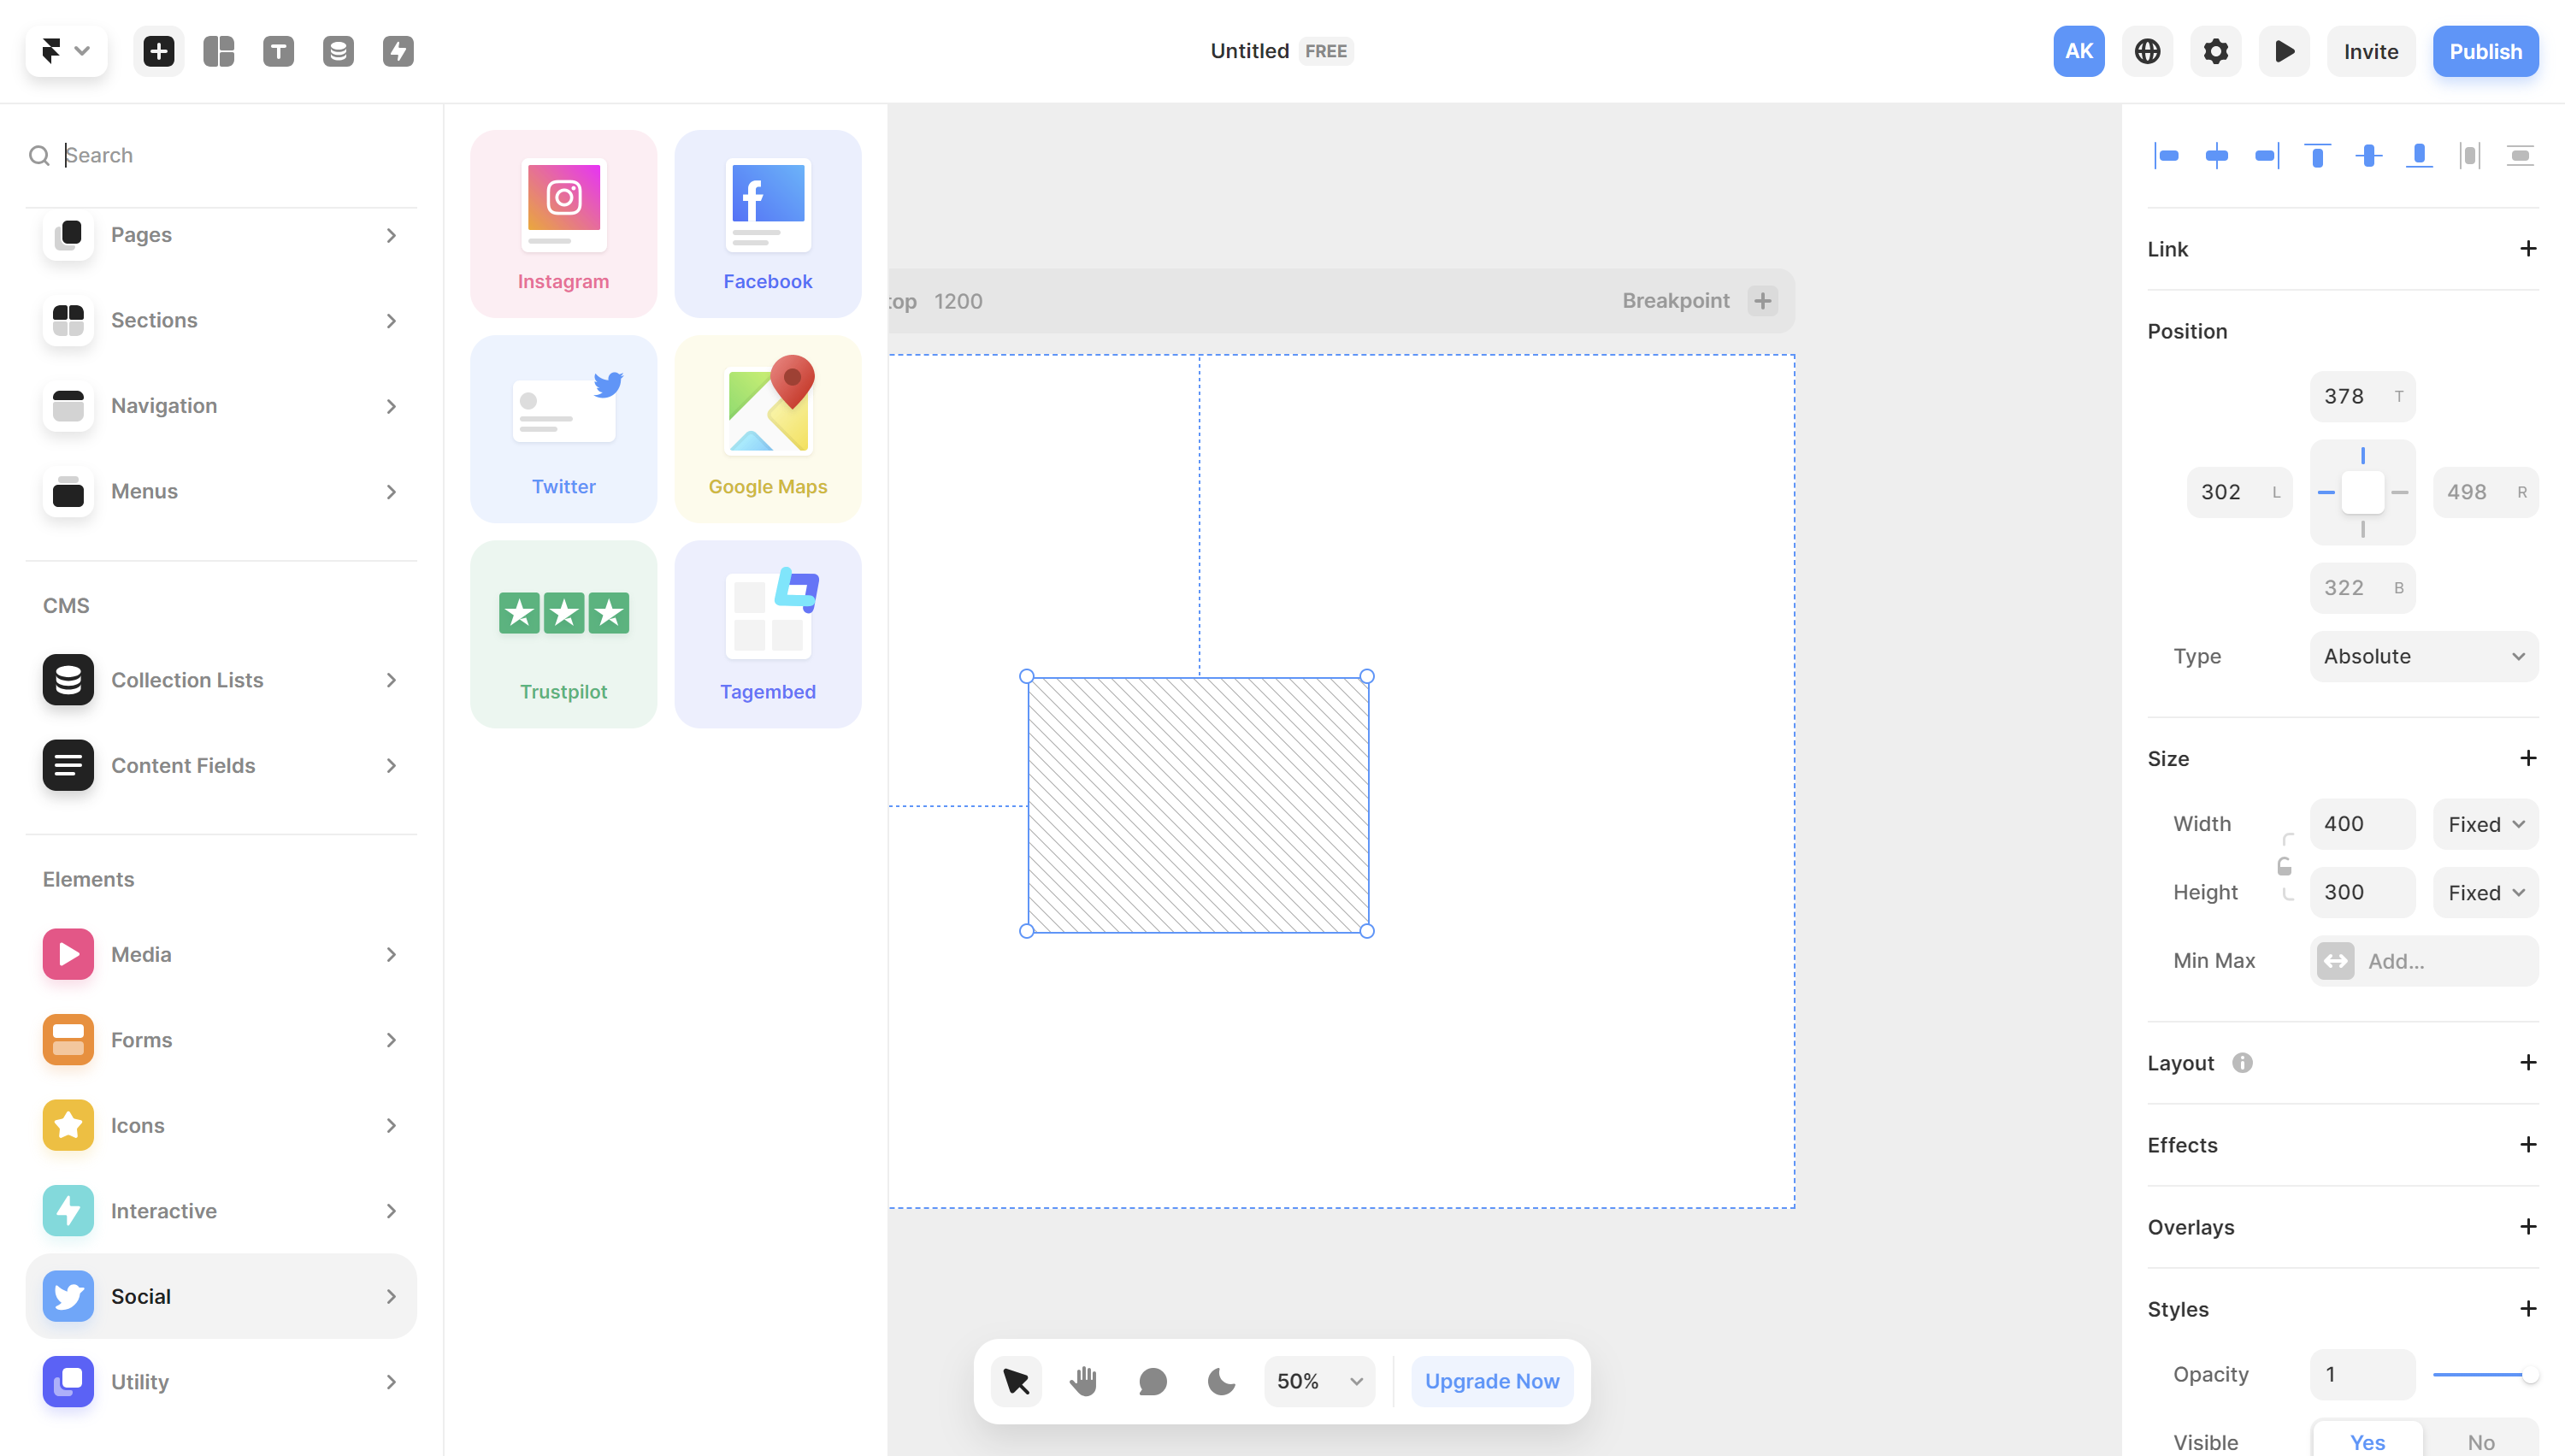 Untitled FREE
AK
Invite
Publish
Search
Pages
Sections
Navigation
Menus
CMS
Collection Lists
Content Fields
Elements
Media
Forms
Icons
Interactive
Social
Utility
Instagram
Facebook
Twitter
Google Maps
Trustpilot
Tagembed
top 1200
Breakpoint
50%
Upgrade Now
Link
Position
378 T
302 L
498 R
322 B
Type Absolute
Size
Width 400 Fixed
Height 300 Fixed
Min Max Add...
Layout
Effects
Overlays
Styles
Opacity 1
Visible Yes No